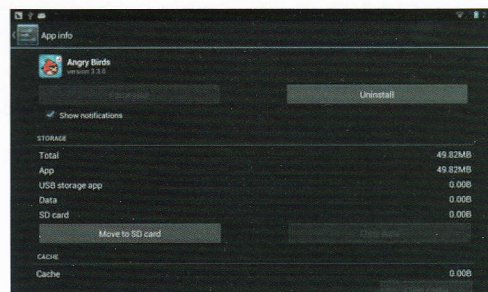 App info
Angry Birds
version 3.3.0
Uninstall
Show notifications
STORAGE
Total 49.82MB
App 49.82MB
USB storage app 0.00B
Data 0.00B
SD card 0.00B
Move to SD card
CACHE
Cache 0.00B